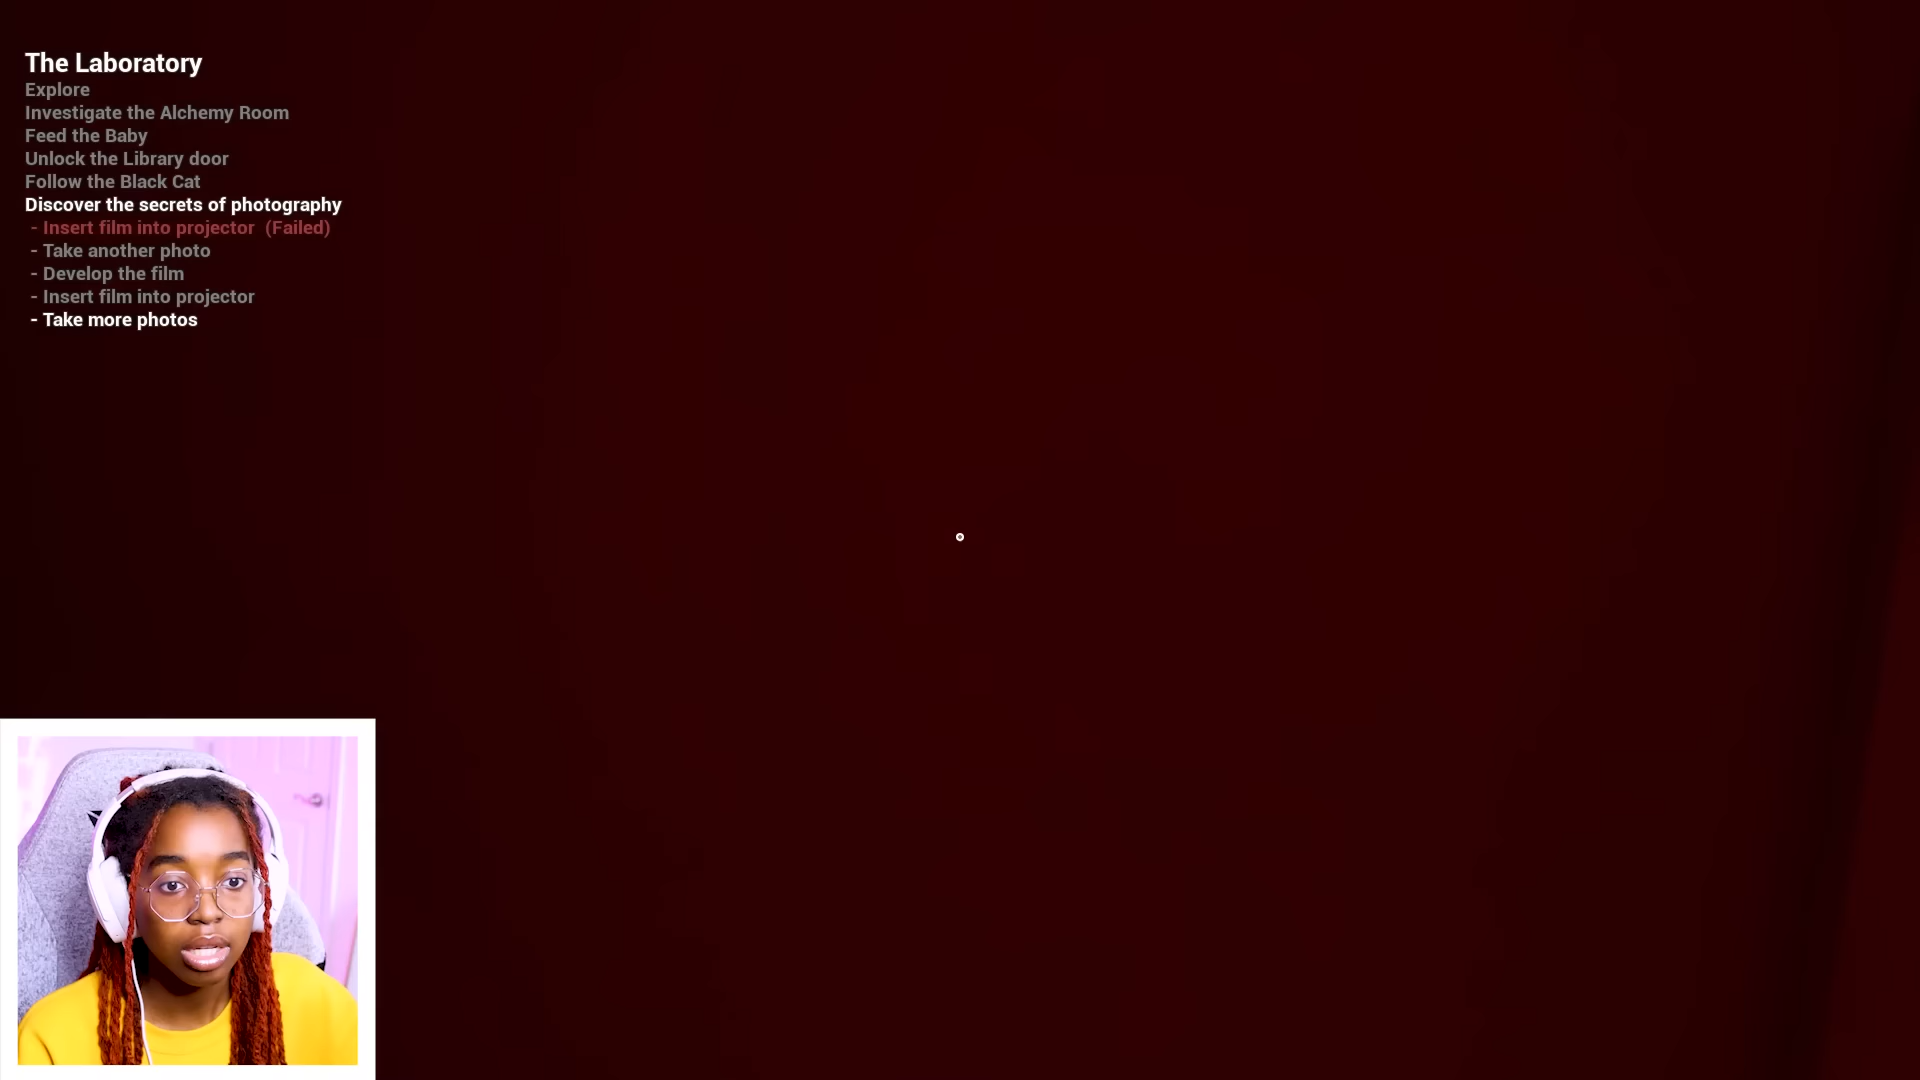 The Laboratory
Explore
Investigate the Alchemy Room
Feed the Baby
Unlock the Library door
Follow the Black Cat
Discover the secrets of photography
- Insert film into projector (Failed)
- Take another photo
- Develop the film
- Insert film into projector
- Take more photos